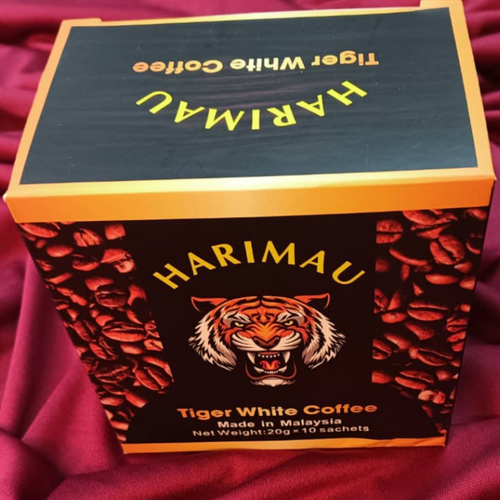 Tiger White Coffee
HARIMAU
HARIMAU
Tiger White Coffee
Made in Malaysia
Net Weight:20g×10 sachets